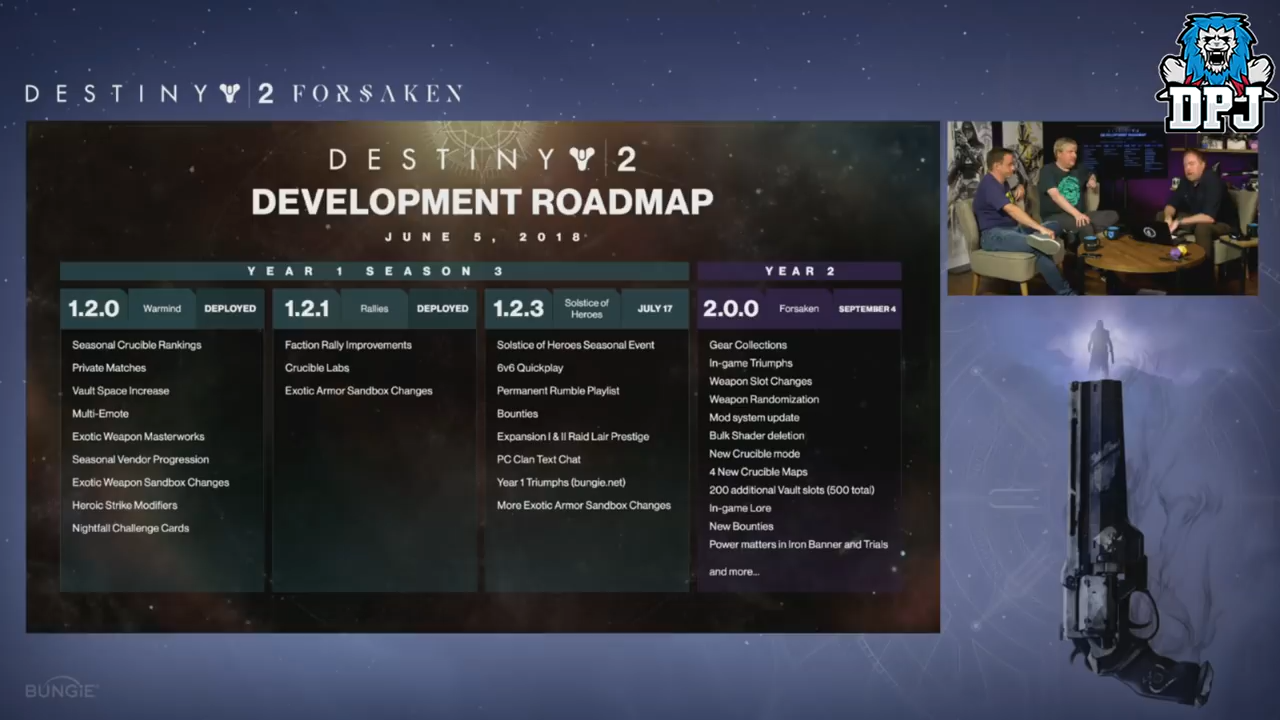 DPJ
DESTINY 2 FORSAKEN
DESTINY 2
DEVELOPMENT ROADMAP
JUNE 5, 2018
YEAR 1 SEASON 3
YEAR 2
1.2.0 Warmind DEPLOYED
Seasonal Crucible Rankings
Private Matches
Vault Space Increase
Multi-Emote
Exotic Weapon Masterworks
Seasonal Vendor Progression
Exotic Weapon Sandbox Changes
Heroic Strike Modifiers
Nightfall Challenge Cards
1.2.1 Rallies DEPLOYED
Faction Rally Improvements
Crucible Labs
Exotic Armor Sandbox Changes
1.2.3 Solstice of Heroes JULY 17
Solstice of Heroes Seasonal Event
6v6 Quickplay
Permanent Rumble Playlist
Bounties
Expansion I & II Raid Lair Prestige
PC Clan Text Chat
Year 1 Triumphs (bungie.net)
More Exotic Armor Sandbox Changes
2.0.0 Forsaken SEPTEMBER 4
Gear Collections
In-game Triumphs
Weapon Slot Changes
Weapon Randomization
Mod system update
Bulk Shader deletion
New Crucible mode
4 New Crucible Maps
200 additional Vault slots (500 total)
In-game Lore
New Bounties
Power matters in Iron Banner and Trials
and more...
BUNGiE